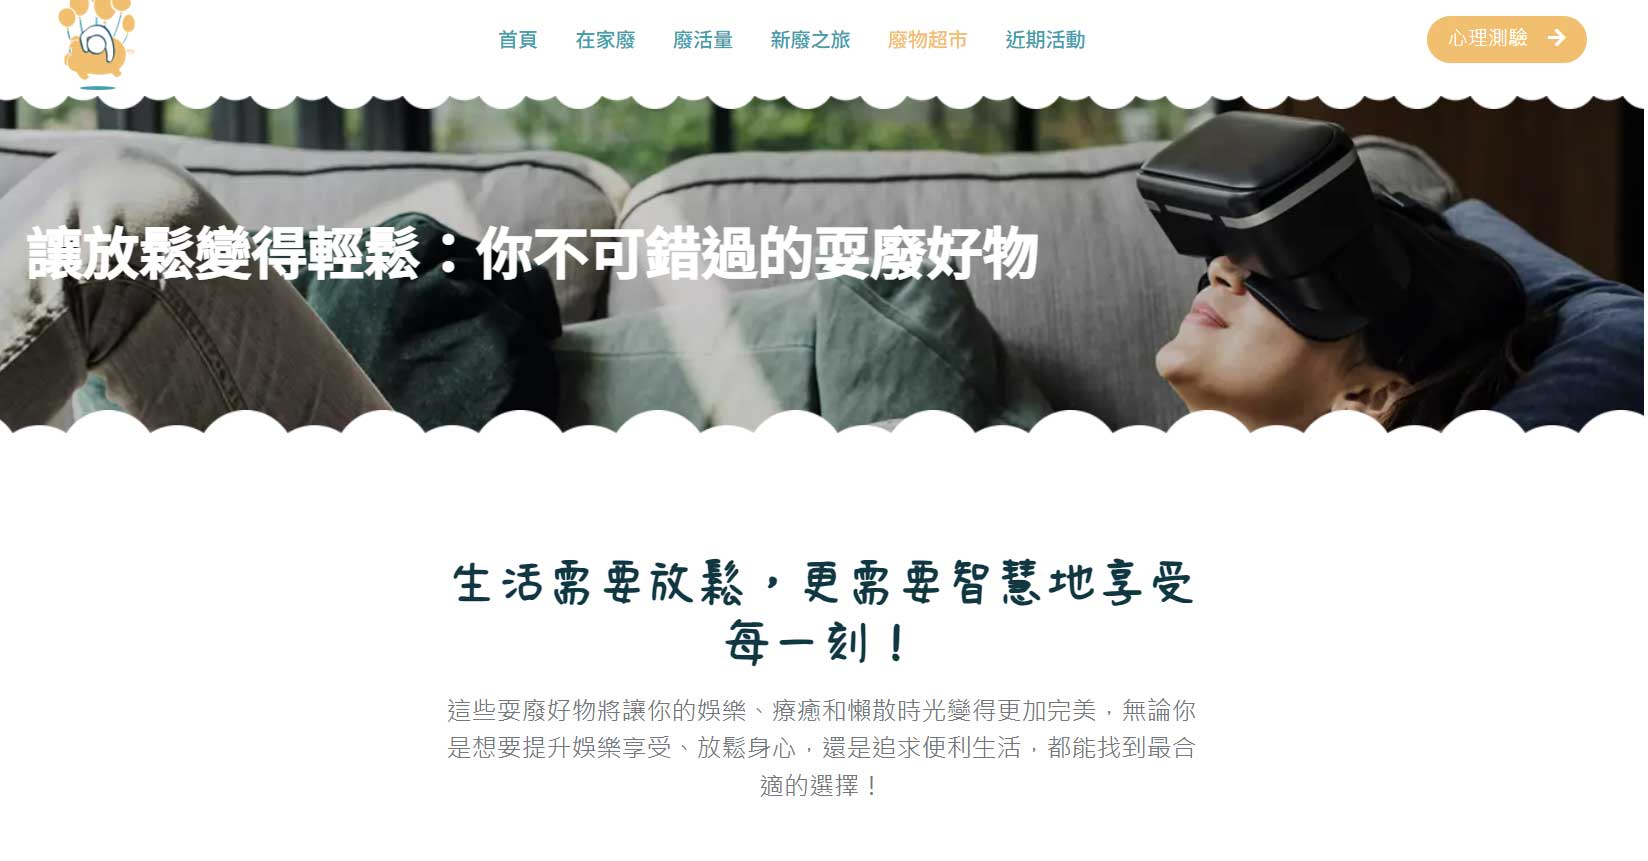 首頁
在家廢
廢活量
新廢之旅
廢物超市
近期活動
心理測驗
讓放鬆變得輕鬆：你不可錯過的耍廢好物
生活需要放鬆，更需要智慧地享受
每一刻！
這些耍廢好物將讓你的娛樂、療癒和懶散時光變得更加完美，無論你
是想要提升娛樂享受、放鬆身心，還是追求便利生活，都能找到最合
適的選擇！